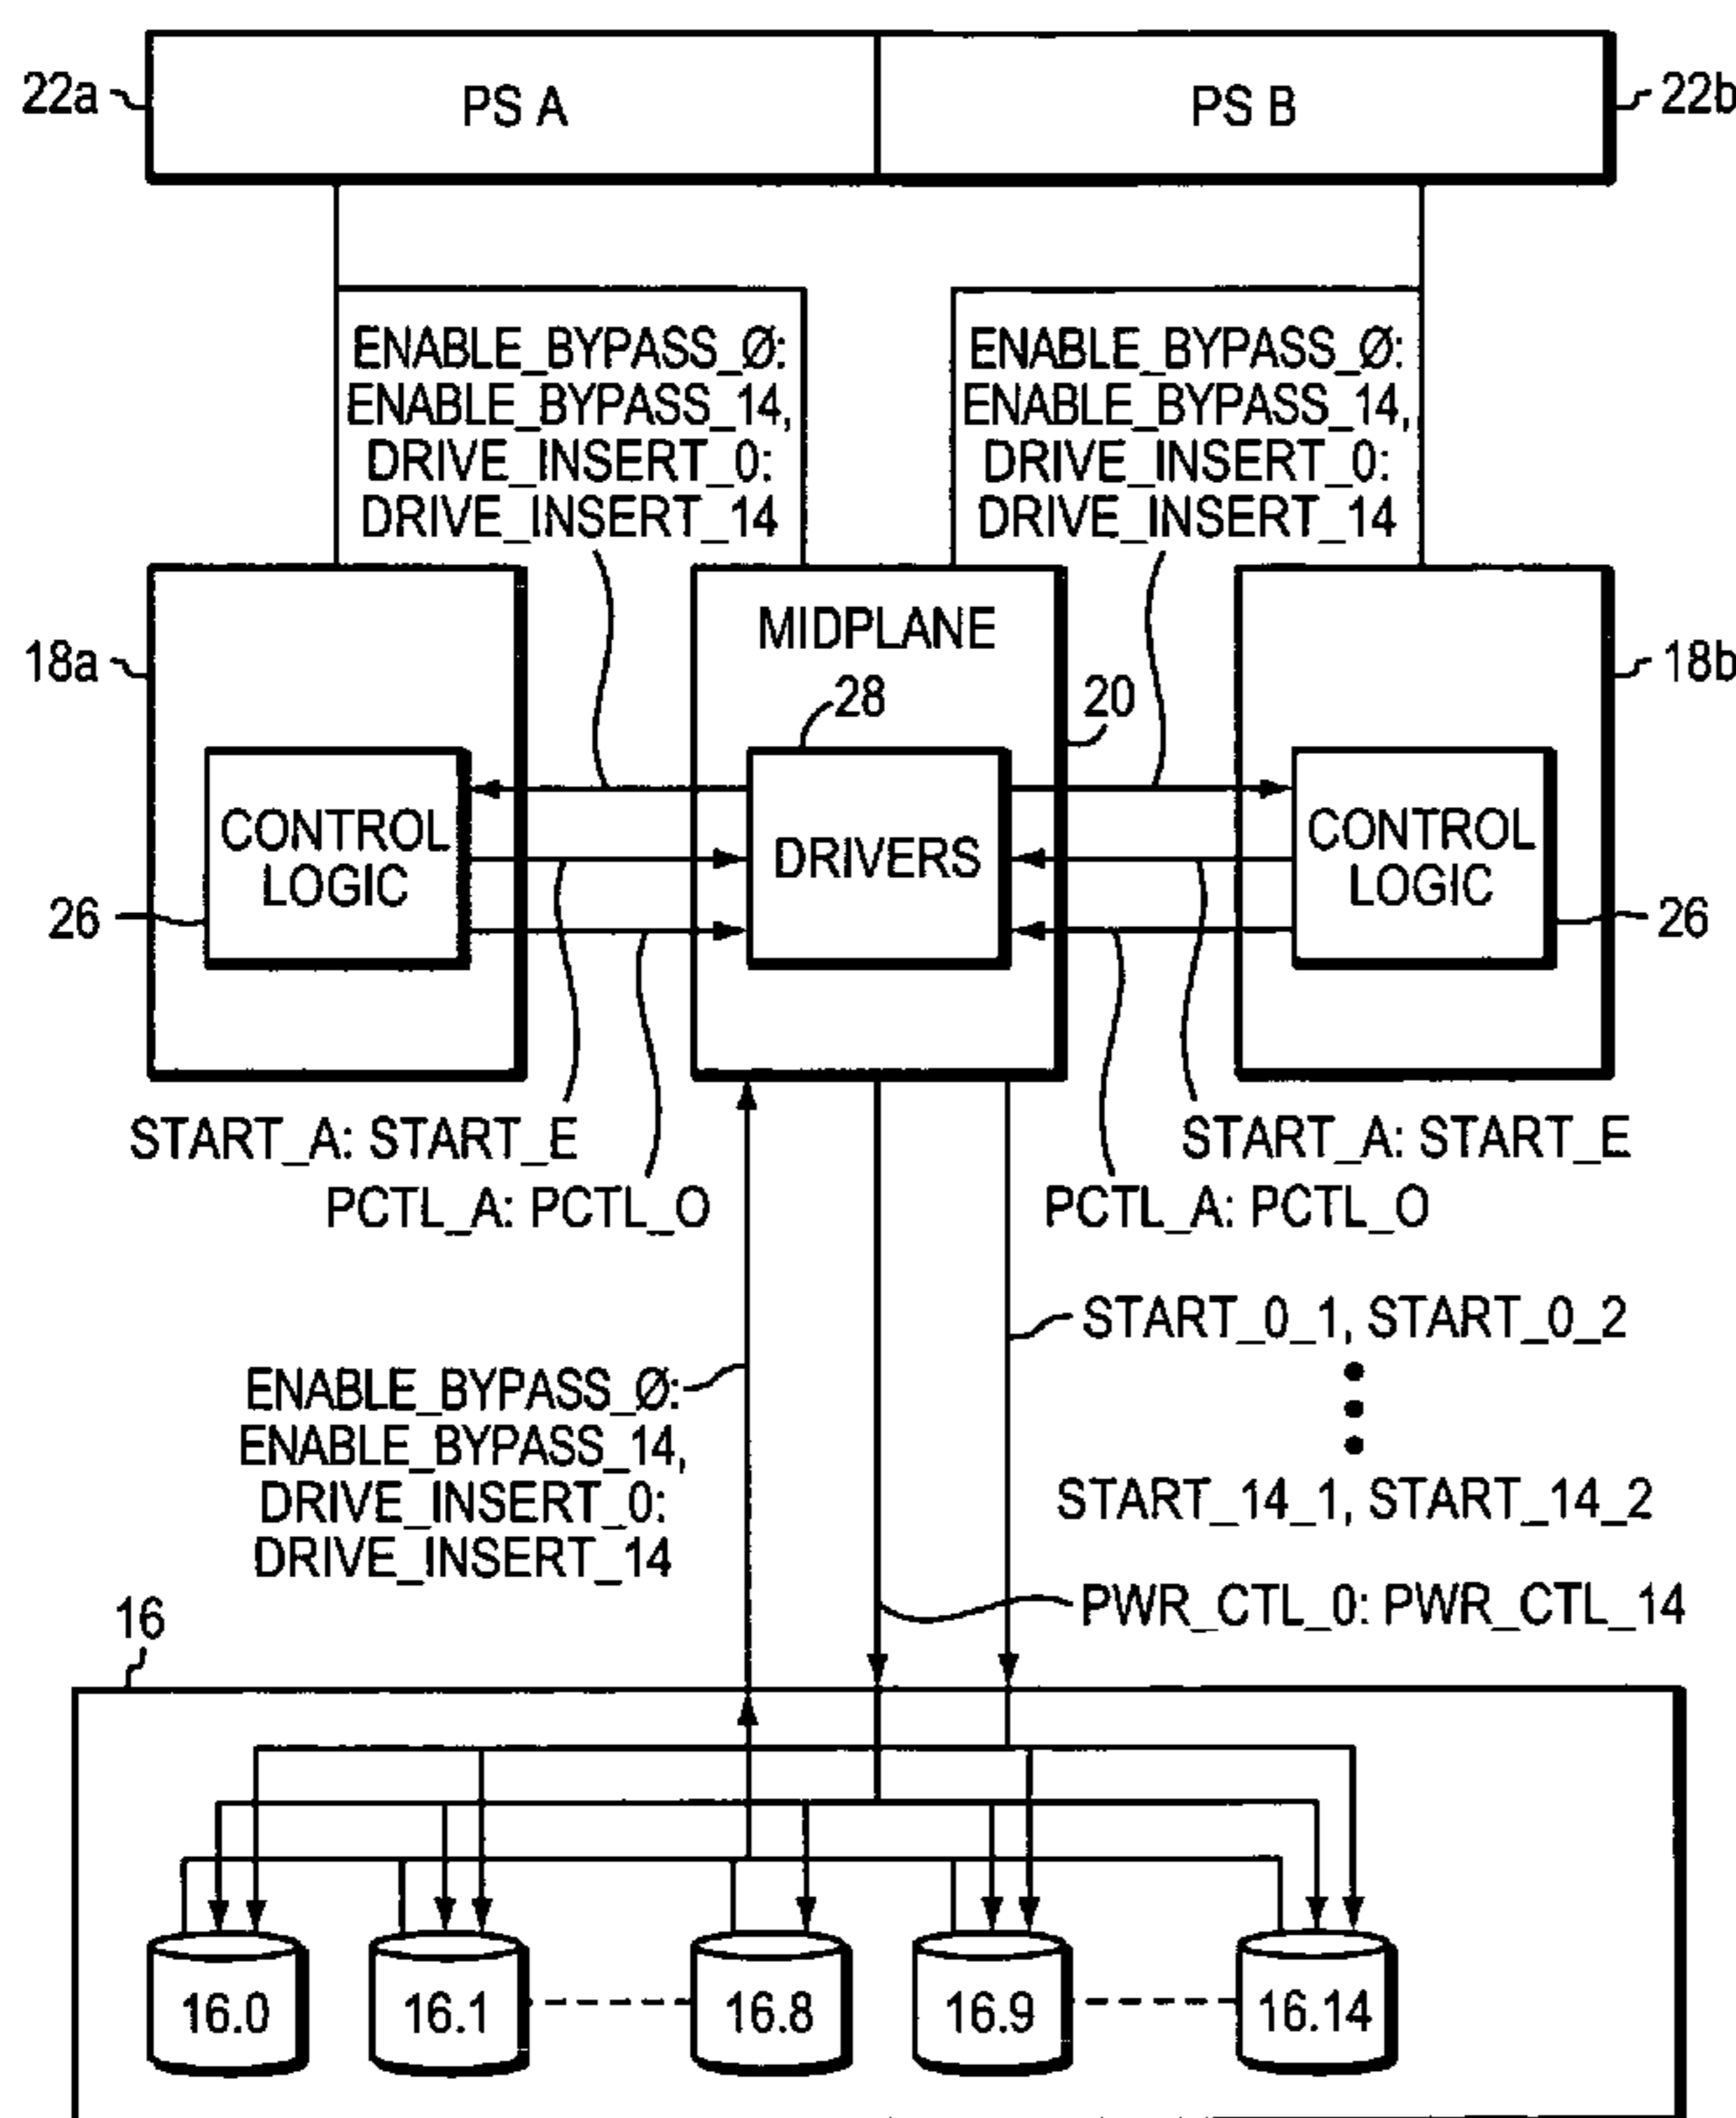 22a
PS A
PS B
22b
ENABLE_BYPASS_Ø:
ENABLE_BYPASS_14,
DRIVE_INSERT_0:
DRIVE_INSERT_14
ENABLE_BYPASS_Ø:
ENABLE_BYPASS_14,
DRIVE_INSERT_0:
DRIVE_INSERT_14
18a
MIDPLANE
18b
28
20
CONTROL
LOGIC
DRIVERS
CONTROL
LOGIC
26
26
START_A: START_E
PCTL_A: PCTL_O
START_A: START_E
PCTL_A: PCTL_O
START_0_1, START_0_2
START_14_1, START_14_2
ENABLE_BYPASS_Ø:
ENABLE_BYPASS_14,
DRIVE_INSERT_0:
DRIVE_INSERT_14
PWR_CTL_0: PWR_CTL_14
16
16.0
16.1
16.8
16.9
16.14